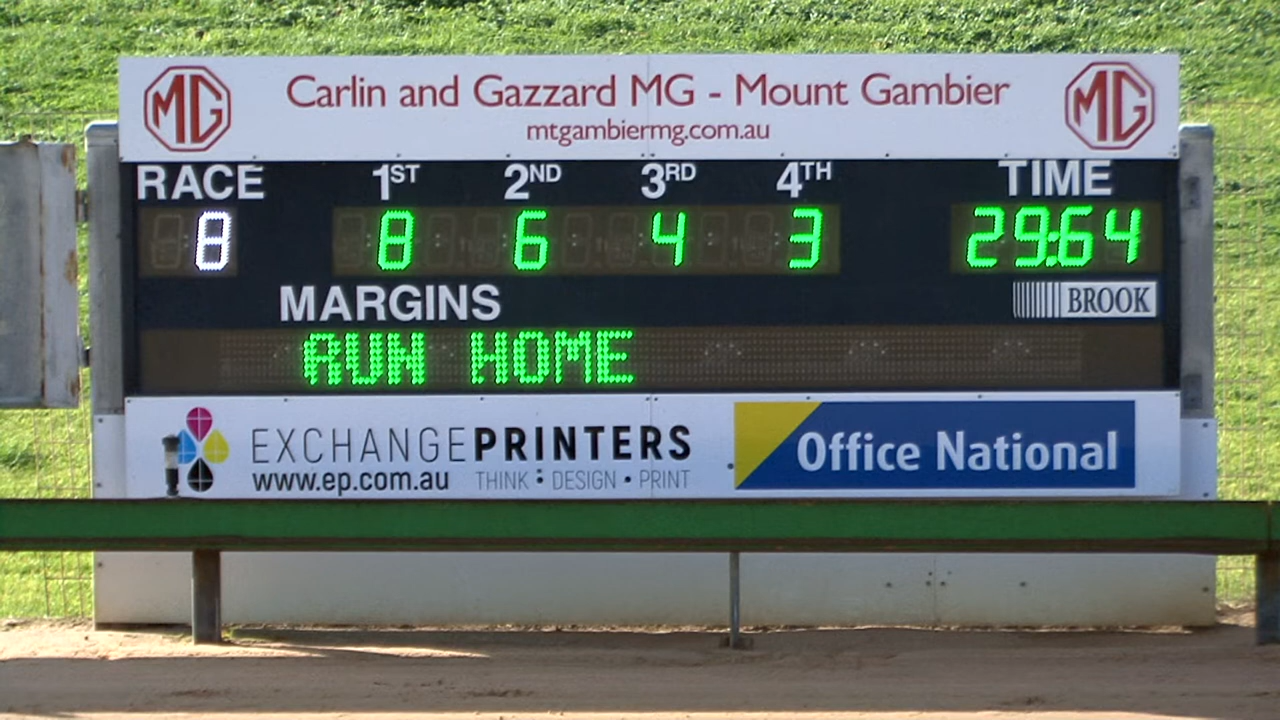 MG Carlin and Gazzard MG - Mount Gambier MG
mtgambiermg.com.au
RACE 1ST 2ND 3RD 4TH TIME
8 8 6 4 3 29:64
MARGINS BROOK
RUN HOME
EXCHANGEPRINTERS Office National
www.ep.com.au THINK : DESIGN • PRINT